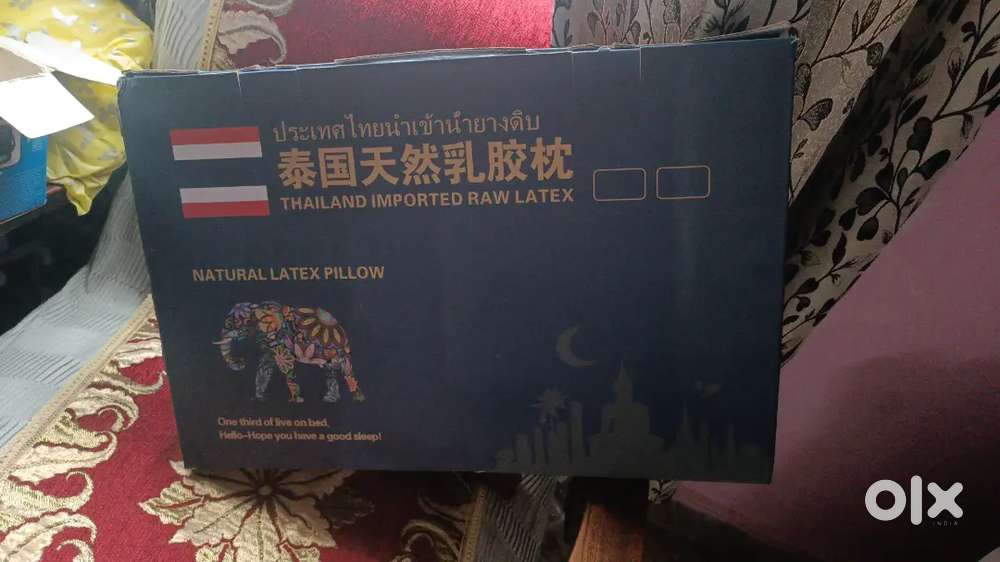 ประเทศไทยนำเข้าน้ำยางดิบ
泰国天然乳胶枕
THAILAND IMPORTED RAW LATEX
NATURAL LATEX PILLOW
One third of live on bed,
Hello-Hope you have a good sleep!
olx
INDIA